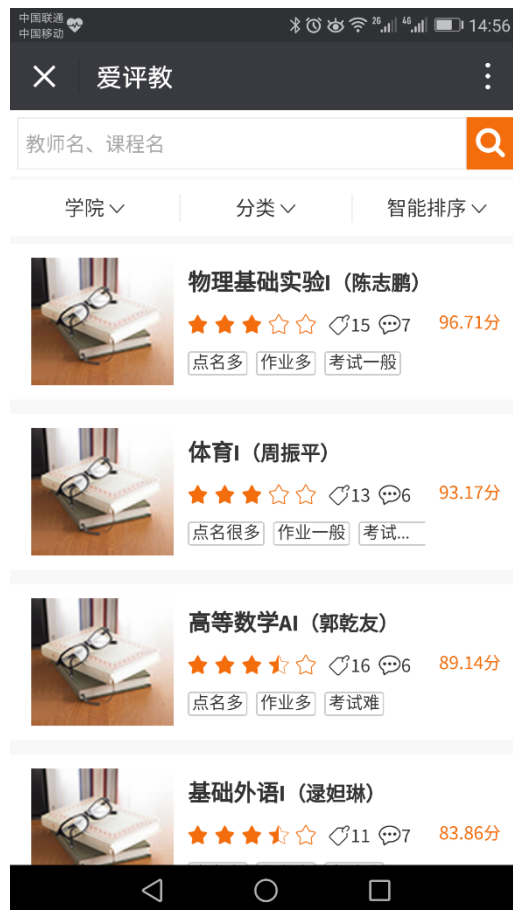 中国联通
中国移动
26 46 14:56
爱评教
教师名、课程名
学院 分类 智能排序
物理基础实验I（陈志鹏）
15 7 96.71分
点名多 作业多 考试一般
体育I（周振平）
13 6 93.17分
点名很多 作业一般 考试...
高等数学AI（郭乾友）
16 6 89.14分
点名多 作业多 考试难
基础外语I（逯妲琳）
11 7 83.86分